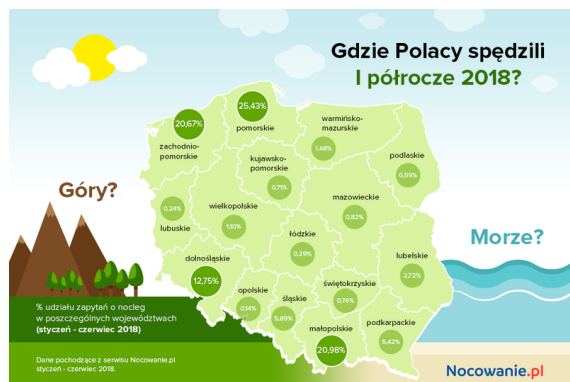 Gdzie Polacy spędzili
I półrocze 2018?
25,43%
pomorskie
20,67%
zachodnio-
pomorskie
warmińsko-
mazurskie
1,48%
podlaskie
0,59%
kujawsko-
pomorskie
0,71%
Góry?
0,24%
lubuskie
wielkopolskie
1,10%
mazowieckie
0,82%
łódzkie
0,29%
Morze?
lubelskie
2,72%
dolnośląskie
12,75%
opolskie
0,14%
śląskie
5,89%
świętokrzyskie
0,76%
małopolskie
20,98%
podkarpackie
5,42%
% udziału zapytań o nocleg
w poszczególnych województwach
(styczeń - czerwiec 2018)
Dane pochodzące z serwisu Nocowanie.pl
styczeń - czerwiec 2018.
Nocowanie.pl